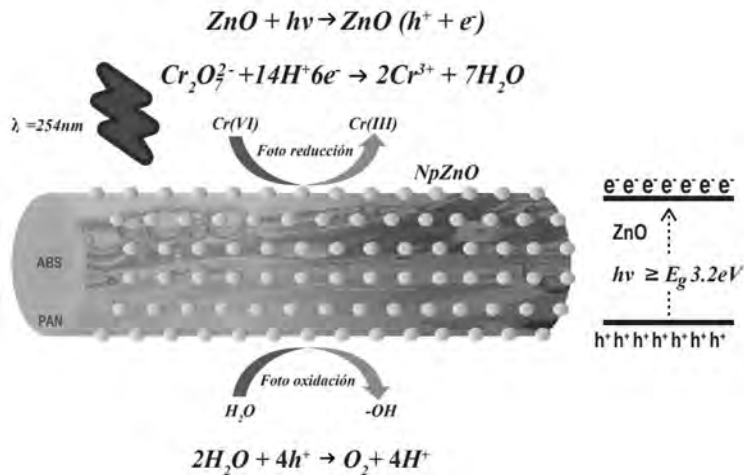 ZnO + hν → ZnO (h⁺ + e⁻)
Cr₂O₇²⁻ +14H⁺6e⁻ → 2Cr³⁺ + 7H₂O
λ =254nm
Cr(VI) Cr(III)
Foto reducción
NpZnO
e⁻ e⁻ e⁻ e⁻ e⁻ e⁻ e⁻
ZnO
ABS
hν ≥ E_g 3.2eV
PAN
h⁺ h⁺ h⁺ h⁺ h⁺ h⁺ h⁺
Foto oxidación
H₂O -OH
2H₂O + 4h⁺ → O₂ + 4H⁺